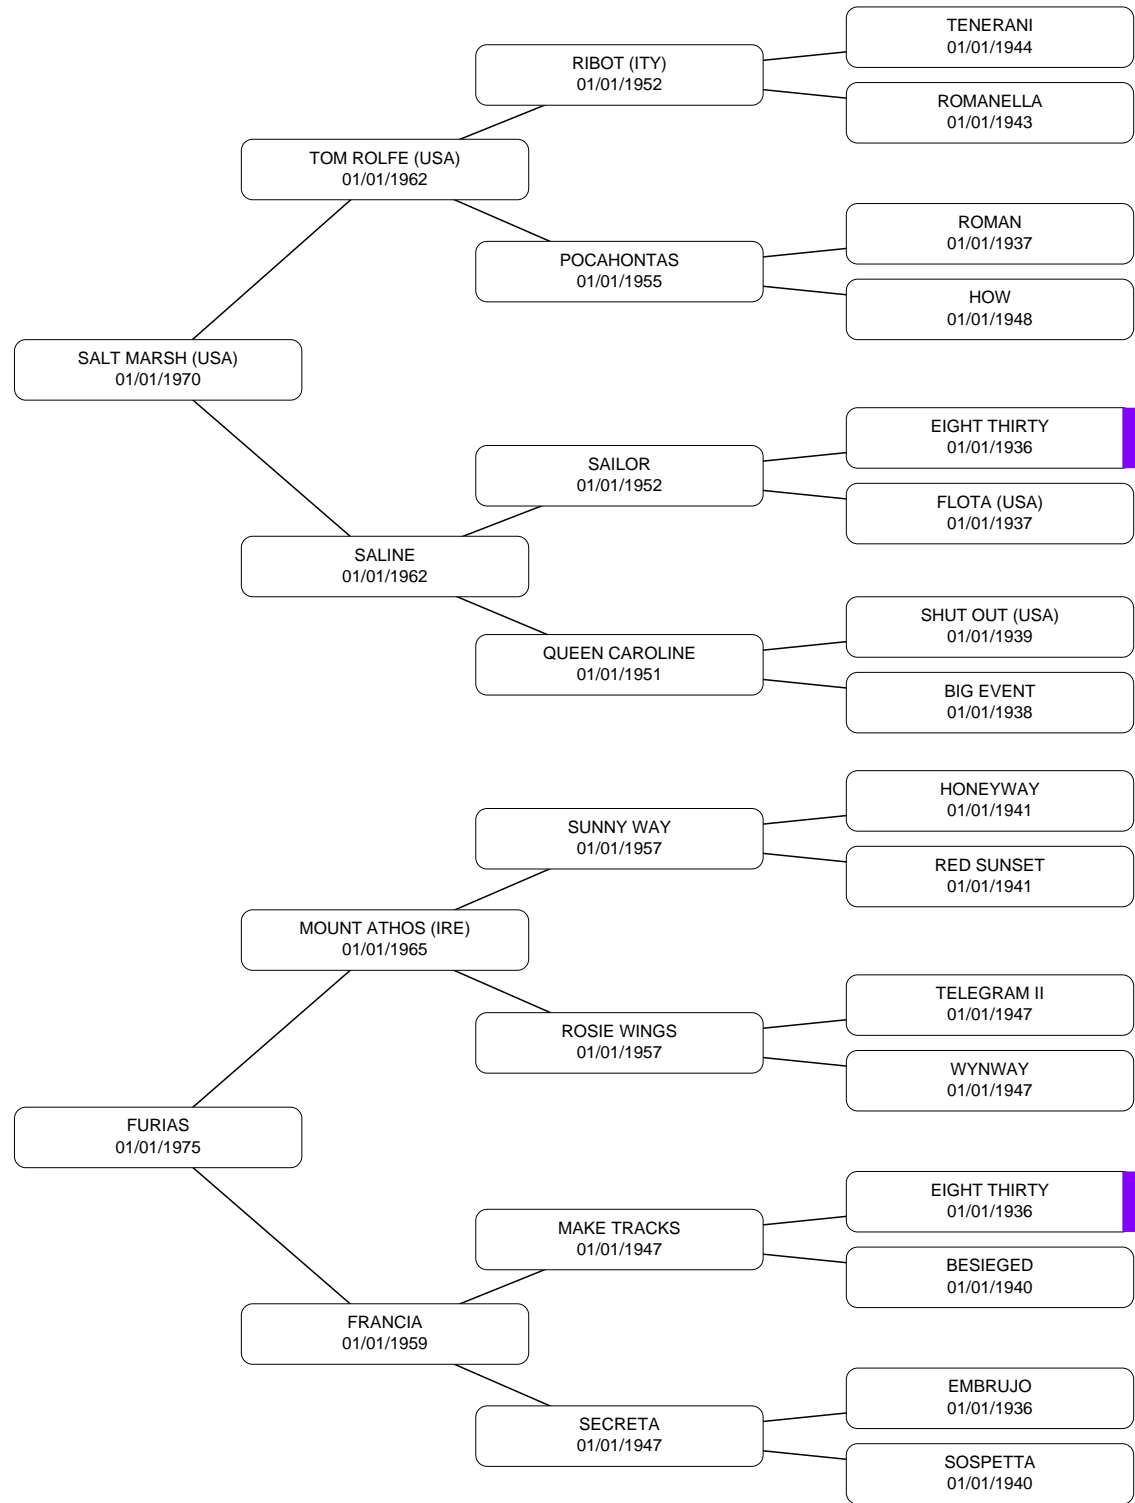 TENERANI
01/01/1944
RIBOT (ITY)
01/01/1952
ROMANELLA
01/01/1943
TOM ROLFE (USA)
01/01/1962
ROMAN
01/01/1937
POCAHONTAS
01/01/1955
HOW
01/01/1948
SALT MARSH (USA)
01/01/1970
EIGHT THIRTY
01/01/1936
SAILOR
01/01/1952
FLOTA (USA)
01/01/1937
SALINE
01/01/1962
SHUT OUT (USA)
01/01/1939
QUEEN CAROLINE
01/01/1951
BIG EVENT
01/01/1938
HONEYWAY
01/01/1941
SUNNY WAY
01/01/1957
RED SUNSET
01/01/1941
MOUNT ATHOS (IRE)
01/01/1965
TELEGRAM II
01/01/1947
ROSIE WINGS
01/01/1957
WYNWAY
01/01/1947
FURIAS
01/01/1975
EIGHT THIRTY
01/01/1936
MAKE TRACKS
01/01/1947
BESIEGED
01/01/1940
FRANCIA
01/01/1959
EMBRUJO
01/01/1936
SECRETA
01/01/1947
SOSPETTA
01/01/1940